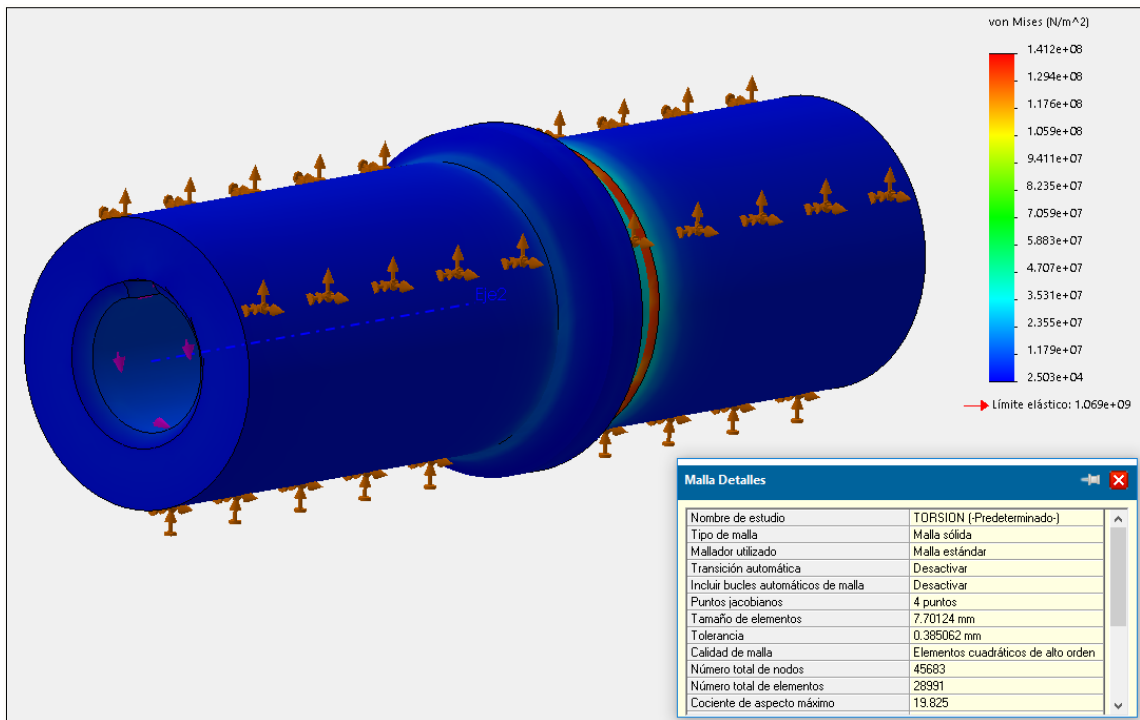 von Mises (N/m^2)
1.412e+08
1.294e+08
1.176e+08
1.059e+08
9.411e+07
8.235e+07
7.059e+07
5.883e+07
4.707e+07
3.531e+07
2.355e+07
1.179e+07
2.503e+04
Límite elástico: 1.069e+09
Eje2
Malla Detalles
Nombre de estudio TORSION (-Predeterminado-)
Tipo de malla Malla sólida
Mallador utilizado Malla estándar
Transición automática Desactivar
Incluir bucles automáticos de malla Desactivar
Puntos jacobianos 4 puntos
Tamaño de elementos 7.70124 mm
Tolerancia 0.385062 mm
Calidad de malla Elementos cuadráticos de alto orden
Número total de nodos 45683
Número total de elementos 28991
Cociente de aspecto máximo 19.825